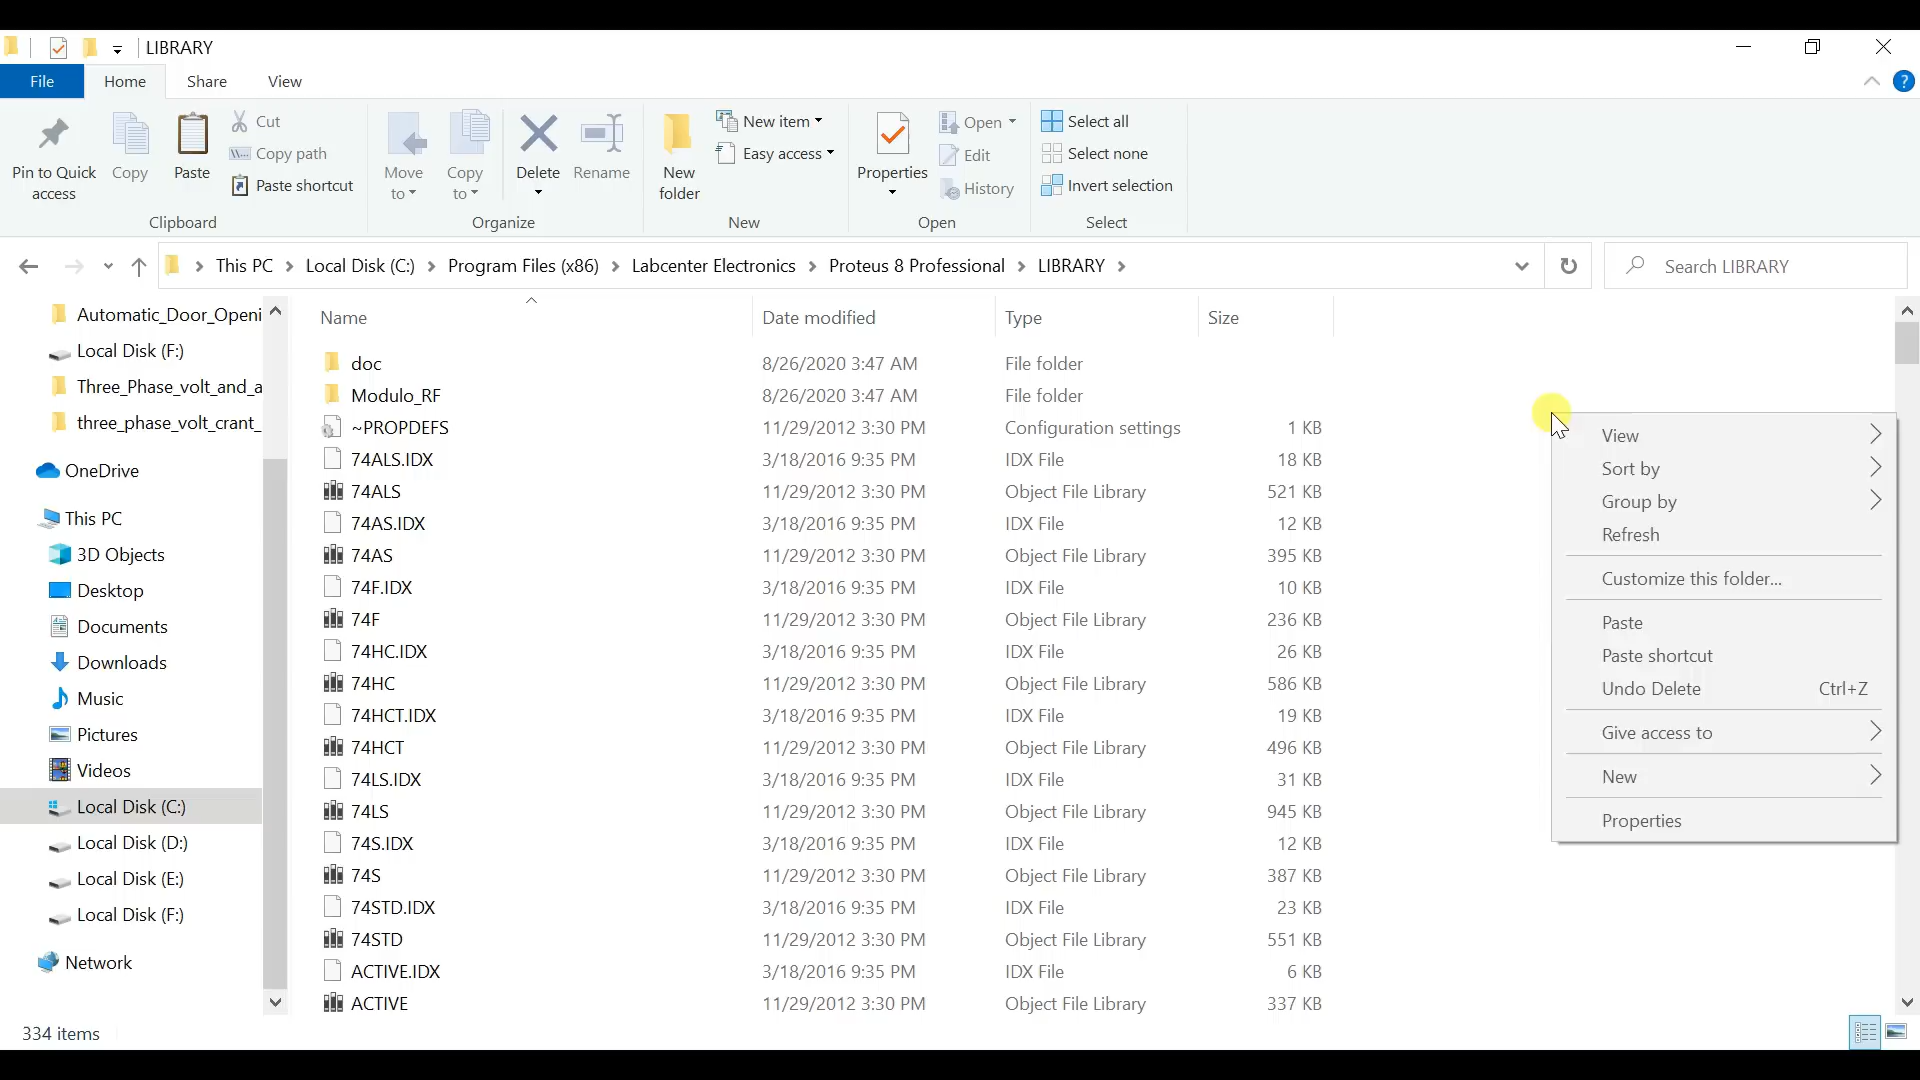 LIBRARY
File Home Share View
Pin to Quick access
Copy
Paste
Cut
Copy path
Paste shortcut
Clipboard
Move to
Copy to
Delete
Rename
Organize
New folder
New item
Easy access
New
Properties
Open
Edit
History
Open
Select all
Select none
Invert selection
Select
This PC Local Disk (C:) Program Files (x86) Labcenter Electronics Proteus 8 Professional LIBRARY
Search LIBRARY
Automatic_Door_Openi
Local Disk (F:)
Three_Phase_volt_and_a
three_phase_volt_crant_
OneDrive
This PC
3D Objects
Desktop
Documents
Downloads
Music
Pictures
Videos
Local Disk (C:)
Local Disk (D:)
Local Disk (E:)
Local Disk (F:)
Network
Name Date modified Type Size
doc 8/26/2020 3:47 AM File folder
Modulo_RF 8/26/2020 3:47 AM File folder
~PROPDEFS 11/29/2012 3:30 PM Configuration settings 1 KB
74ALS.IDX 3/18/2016 9:35 PM IDX File 18 KB
74ALS 11/29/2012 3:30 PM Object File Library 521 KB
74AS.IDX 3/18/2016 9:35 PM IDX File 12 KB
74AS 11/29/2012 3:30 PM Object File Library 395 KB
74F.IDX 3/18/2016 9:35 PM IDX File 10 KB
74F 11/29/2012 3:30 PM Object File Library 236 KB
74HC.IDX 3/18/2016 9:35 PM IDX File 26 KB
74HC 11/29/2012 3:30 PM Object File Library 586 KB
74HCT.IDX 3/18/2016 9:35 PM IDX File 19 KB
74HCT 11/29/2012 3:30 PM Object File Library 496 KB
74LS.IDX 3/18/2016 9:35 PM IDX File 31 KB
74LS 11/29/2012 3:30 PM Object File Library 945 KB
74S.IDX 3/18/2016 9:35 PM IDX File 12 KB
74S 11/29/2012 3:30 PM Object File Library 387 KB
74STD.IDX 3/18/2016 9:35 PM IDX File 23 KB
74STD 11/29/2012 3:30 PM Object File Library 551 KB
ACTIVE.IDX 3/18/2016 9:35 PM IDX File 6 KB
ACTIVE 11/29/2012 3:30 PM Object File Library 337 KB
View
Sort by
Group by
Refresh
Customize this folder...
Paste
Paste shortcut
Undo Delete Ctrl+Z
Give access to
New
Properties
334 items